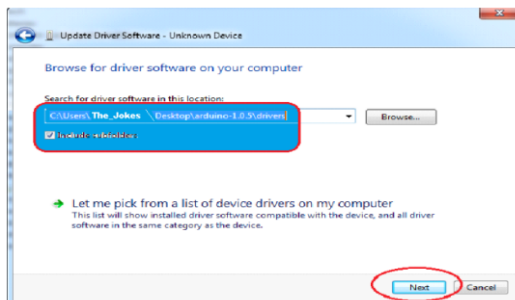 Update Driver Software - Unknown Device
Browse for driver software on your computer
Search for driver software in this location:
C:\Users\ The_Jokes \Desktop\arduino-1.0.5\drivers
Browse...
Include subfolders
Let me pick from a list of device drivers on my computer
This list will show installed driver software compatible with the device, and all driver
software in the same category as the device.
Next Cancel